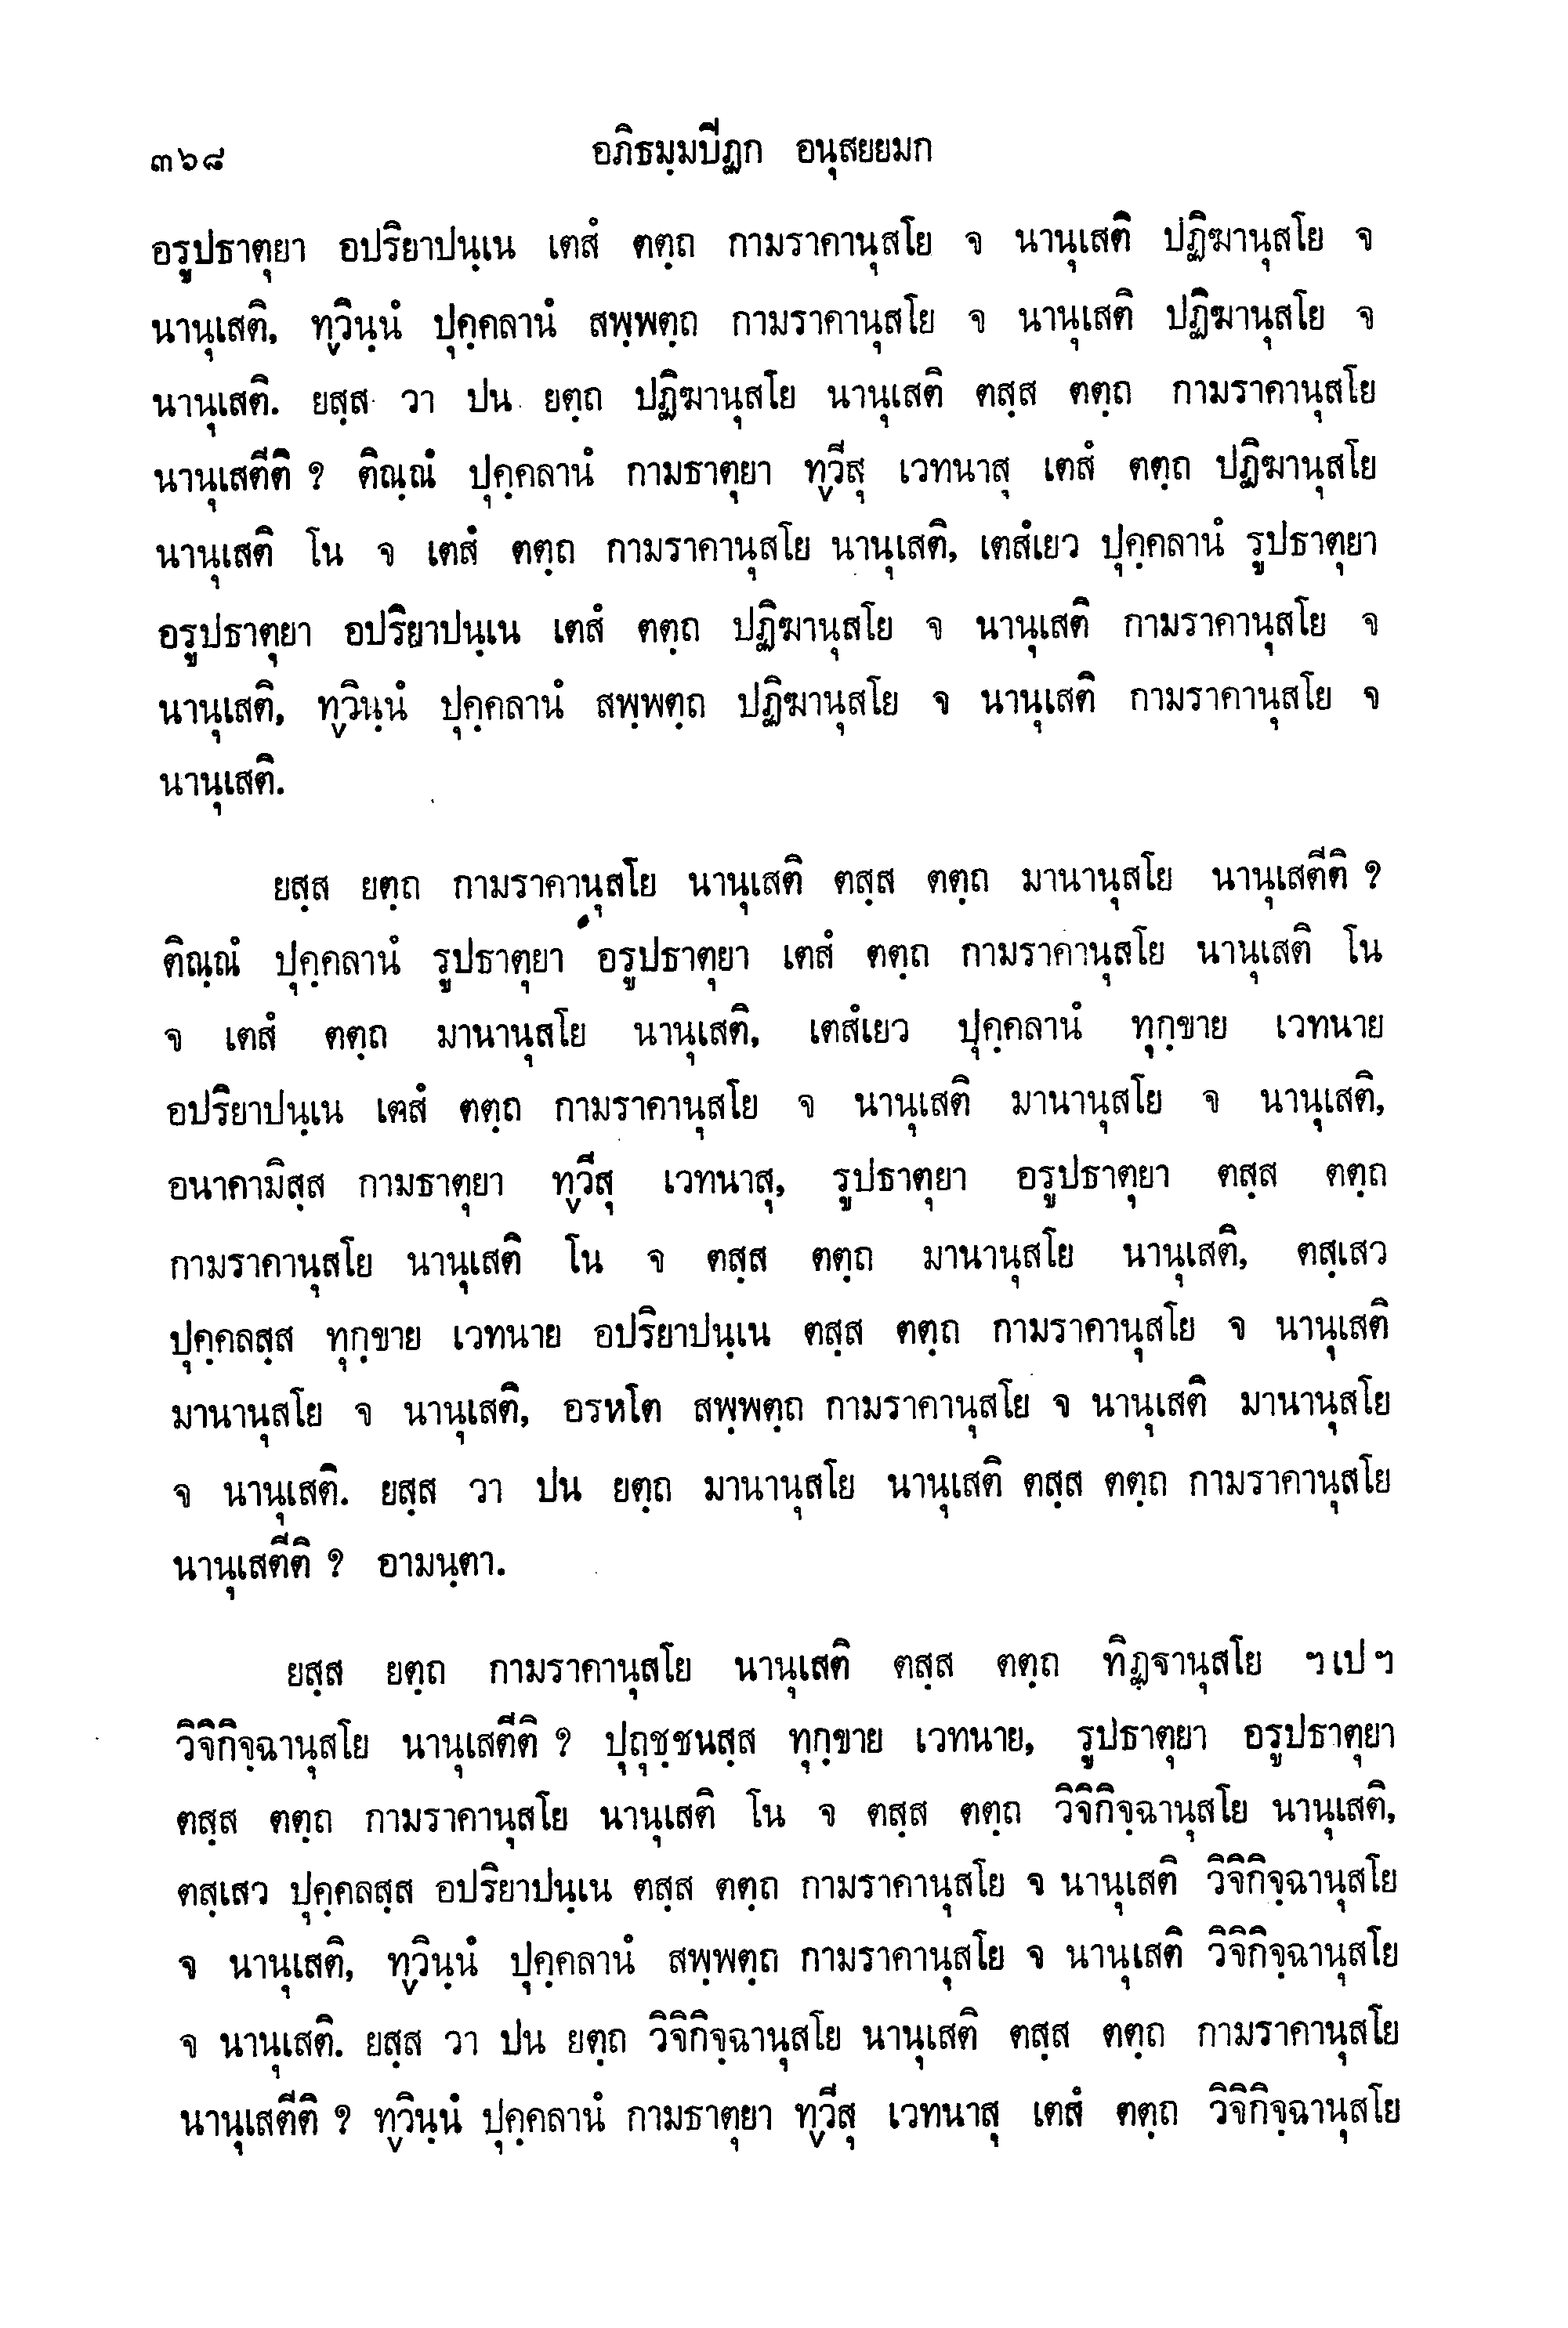 ๓๖๘ อภิธมฺมปีฏก อนุสยยมก
อรูปธาตุยา อปริยาปนฺเน เตสํ ตตฺถ กามราคานุสโย จ นานุเสติ ปฏิฆานุสโย จ
นานุเสติ, ทฺวินฺนํ ปุคฺคลานํ สพฺพตฺถ กามราคานุสโย จ นานุเสติ ปฏิฆานุสโย จ
นานุเสติ. ยสฺส วา ปน ยตฺถ ปฏิฆานุสโย นานุเสติ ตสฺส ตตฺถ กามราคานุสโย
นานุเสตีติ ? ติณฺณํ ปุคฺคลานํ กามธาตุยา ทฺวีสุ เวทนาสุ เตสํ ตตฺถ ปฏิฆานุสโย
นานุเสติ โน จ เตสํ ตตฺถ กามราคานุสโย นานุเสติ, เตสํเยว ปุคฺคลานํ รูปธาตุยา
อรูปธาตุยา อปริยาปนฺเน เตสํ ตตฺถ ปฏิฆานุสโย จ นานุเสติ กามราคานุสโย จ
นานุเสติ, ทฺวินฺนํ ปุคฺคลานํ สพฺพตฺถ ปฏิฆานุสโย จ นานุเสติ กามราคานุสโย จ
นานุเสติ.
ยสฺส ยตฺถ กามราคานุสโย นานุเสติ ตสฺส ตตฺถ มานานุสโย นานุเสตีติ ?
ติณฺณํ ปุคฺคลานํ รูปธาตุยา อรูปธาตุยา เตสํ ตตฺถ กามราคานุสโย นานุเสติ โน
จ เตสํ ตตฺถ มานานุสโย นานุเสติ, เตสํเยว ปุคฺคลานํ ทุกฺขาย เวทนาย
อปริยาปนฺเน เตสํ ตตฺถ กามราคานุสโย จ นานุเสติ มานานุสโย จ นานุเสติ,
อนาคามิสฺส กามธาตุยา ทฺวีสุ เวทนาสุ, รูปธาตุยา อรูปธาตุยา ตสฺส ตตฺถ
กามราคานุสโย นานุเสติ โน จ ตสฺส ตตฺถ มานานุสโย นานุเสติ, ตสฺเสว
ปุคฺคลสฺส ทุกฺขาย เวทนาย อปริยาปนฺเน ตสฺส ตตฺถ กามราคานุสโย จ นานุเสติ
มานานุสโย จ นานุเสติ, อรหโต สพฺพตฺถ กามราคานุสโย จ นานุเสติ มานานุสโย
จ นานุเสติ. ยสฺส วา ปน ยตฺถ มานานุสโย นานุเสติ ตสฺส ตตฺถ กามราคานุสโย
นานุเสตีติ ? อามนฺตา.
ยสฺส ยตฺถ กามราคานุสโย นานุเสติ ตสฺส ตตฺถ ทิฏฺฐานุสโย ฯเปฯ
วิจิกิจฺฉานุสโย นานุเสตีติ ? ปุถุชฺชนสฺส ทุกฺขาย เวทนาย, รูปธาตุยา อรูปธาตุยา
ตสฺส ตตฺถ กามราคานุสโย นานุเสติ โน จ ตสฺส ตตฺถ วิจิกิจฺฉานุสโย นานุเสติ,
ตสฺเสว ปุคฺคลสฺส อปริยาปนฺเน ตสฺส ตตฺถ กามราคานุสโย จ นานุเสติ วิจิกิจฺฉานุสโย
จ นานุเสติ, ทฺวินฺนํ ปุคฺคลานํ สพฺพตฺถ กามราคานุสโย จ นานุเสติ วิจิกิจฺฉานุสโย
จ นานุเสติ. ยสฺส วา ปน ยตฺถ วิจิกิจฺฉานุสโย นานุเสติ ตสฺส ตตฺถ กามราคานุสโย
นานุเสตีติ ? ทฺวินฺนํ ปุคฺคลานํ กามธาตุยา ทฺวีสุ เวทนาสุ เตสํ ตตฺถ วิจิกิจฺฉานุสโย